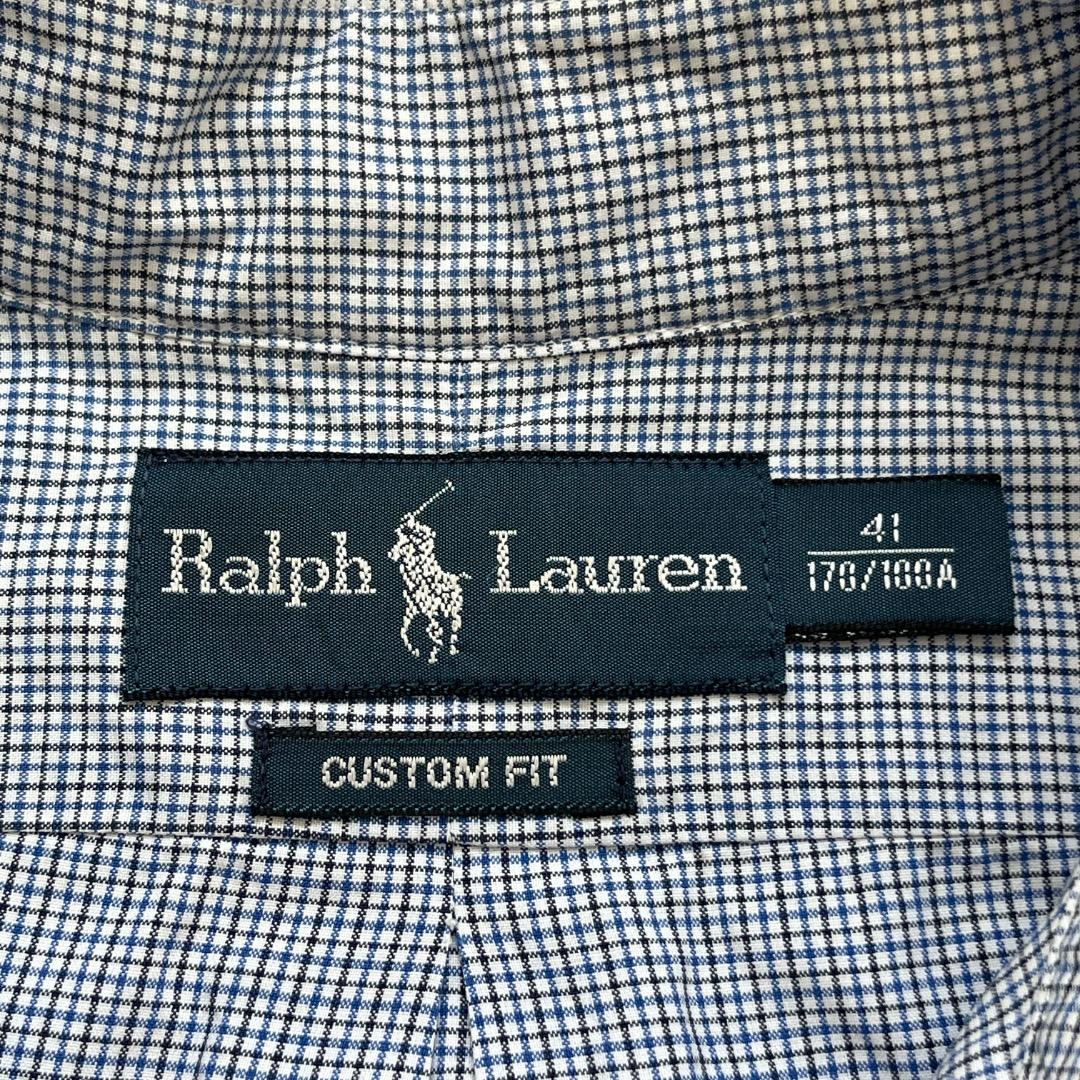 Ralph Lauren
41
170/100A
CUSTOM FIT